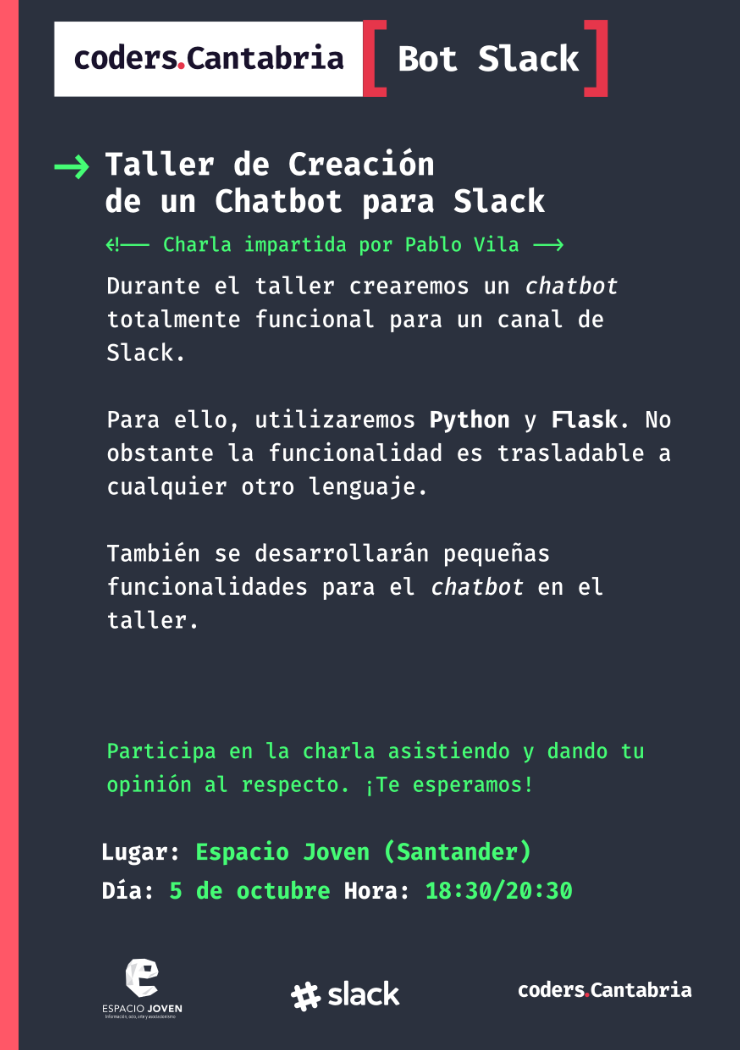 coders.Cantabria [ Bot Slack ]
→ Taller de Creación
de un Chatbot para Slack
<!-- Charla impartida por Pablo Vila -->
Durante el taller crearemos un chatbot
totalmente funcional para un canal de
Slack.
Para ello, utilizaremos Python y Flask. No
obstante la funcionalidad es trasladable a
cualquier otro lenguaje.
También se desarrollarán pequeñas
funcionalidades para el chatbot en el
taller.
Participa en la charla asistiendo y dando tu
opinión al respecto. ¡Te esperamos!
Lugar: Espacio Joven (Santander)
Día: 5 de octubre Hora: 18:30/20:30
ESPACIO JOVEN
slack
coders.Cantabria